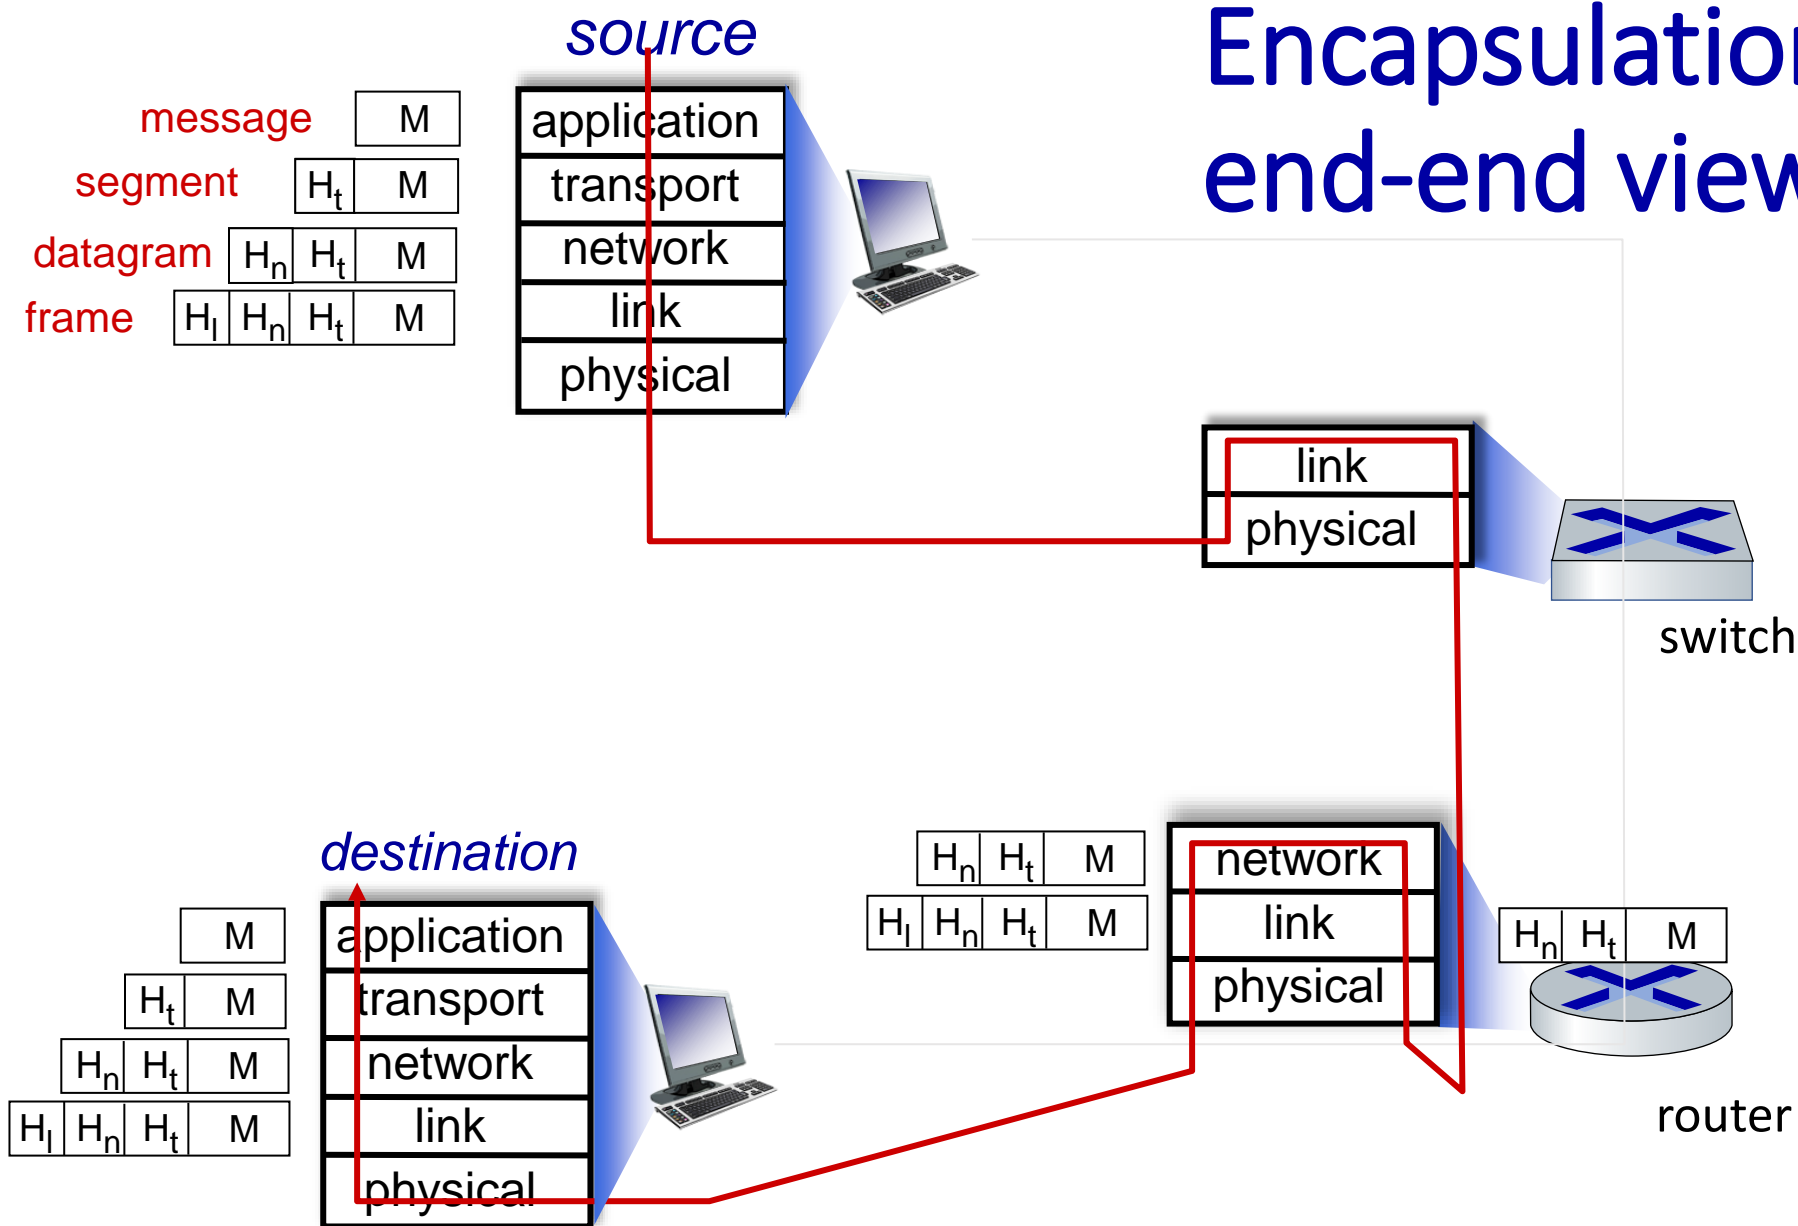 source
Encapsulation
end-end view
message M
segment Ht M
datagram Hn Ht M
frame Hl Hn Ht M
application
transport
network
link
physical
link
physical
switch
destination
M
Ht M
Hn Ht M
Hl Hn Ht M
application
transport
network
link
physical
Hn Ht M
Hl Hn Ht M
network
link
physical
Hn Ht M
router